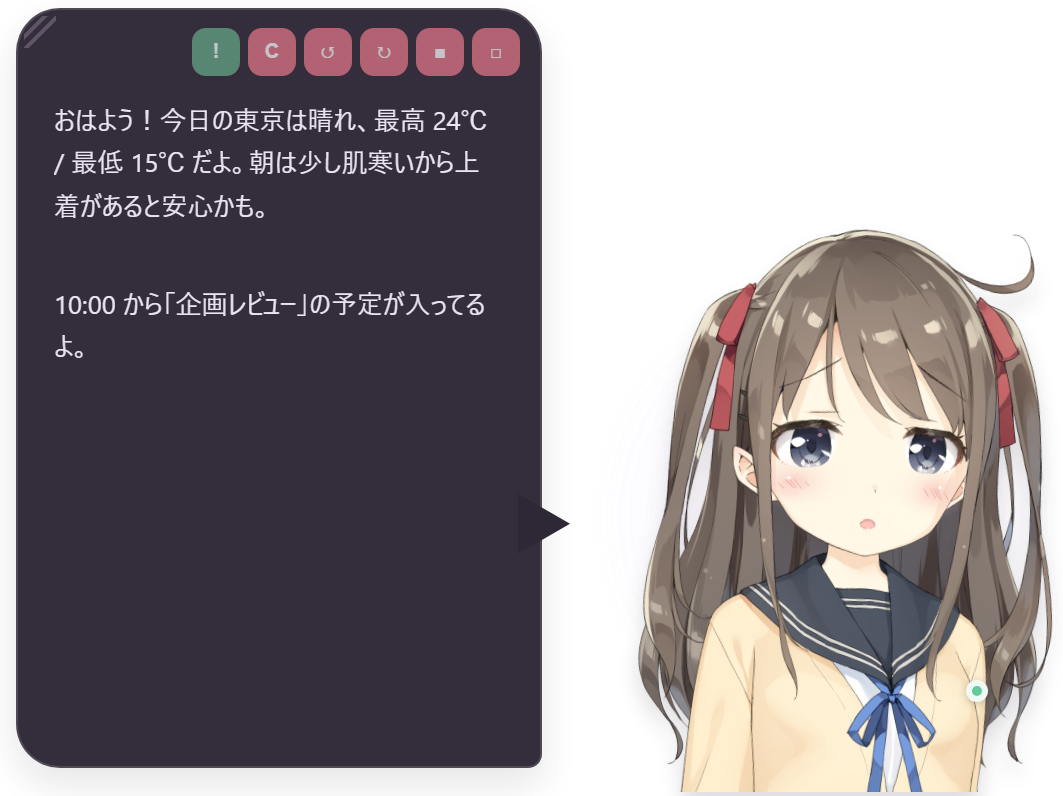 ! C ↺ ↻ ■ □
おはよう！今日の東京は晴れ、最高 24°C
/ 最低 15°C だよ。朝は少し肌寒いから上
着があると安心かも。
10:00 から「企画レビュー」の予定が入ってる
よ。